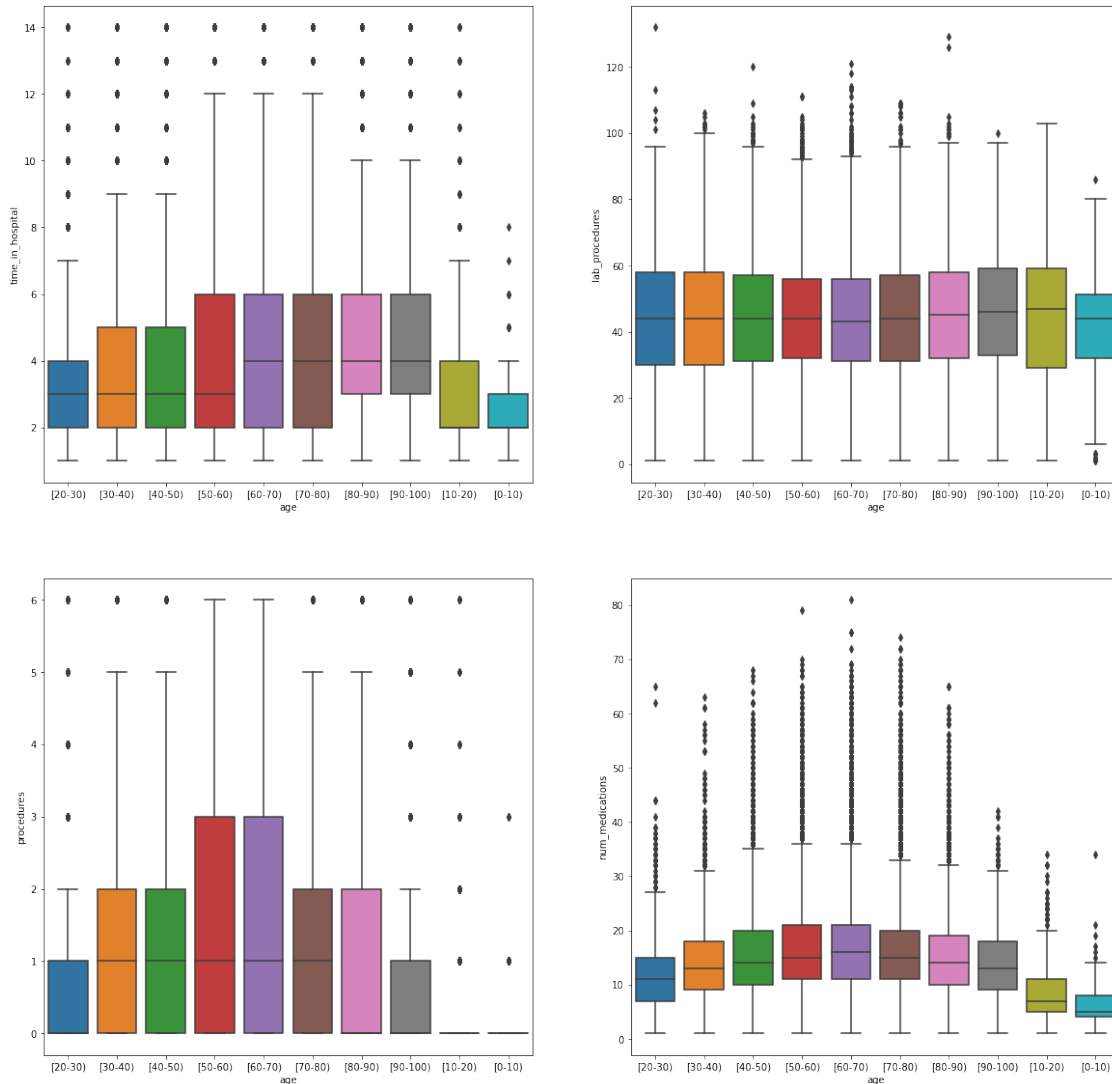 14
12
10
8
6
4
2
time_in_hospital
[20-30) [30-40) [40-50) [50-60) [60-70) [70-80) [80-90) [90-100) [10-20) [0-10)
age
120
100
80
60
40
20
0
lab_procedures
[20-30) [30-40) [40-50) [50-60) [60-70) [70-80) [80-90) [90-100) [10-20) [0-10)
age
6
5
4
3
2
1
0
procedures
[20-30) [30-40) [40-50) [50-60) [60-70) [70-80) [80-90) [90-100) [10-20) [0-10)
age
80
70
60
50
40
30
20
10
0
num_medications
[20-30) [30-40) [40-50) [50-60) [60-70) [70-80) [80-90) [90-100) [10-20) [0-10)
age